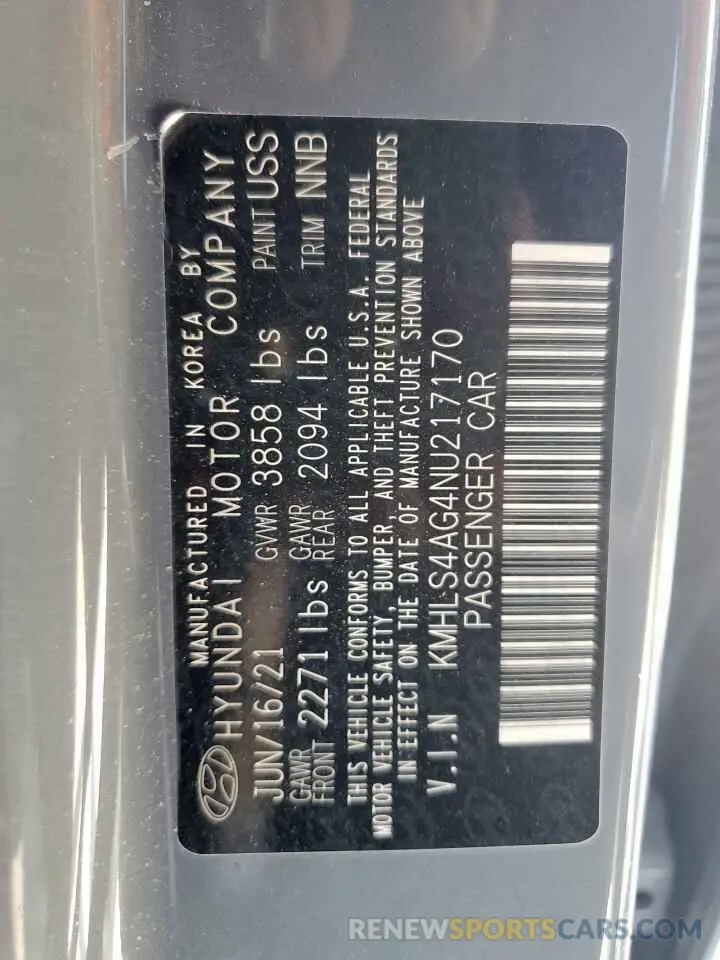 MANUFACTURED IN KOREA BY
HYUNDAI MOTOR COMPANY
JUN/16/21 GVWR 3858 lbs PAINT USS
GAWR FRONT 2271 lbs GAWR REAR 2094 lbs TRIM NNB
THIS VEHICLE CONFORMS TO ALL APPLICABLE U.S.A. FEDERAL
MOTOR VEHICLE SAFETY, BUMPER, AND THEFT PREVENTION STANDARDS
IN EFFECT ON THE DATE OF MANUFACTURE SHOWN ABOVE
V.I.N KMHLS4AG4NU217170
PASSENGER CAR
RENEWSPORTSCARS.COM